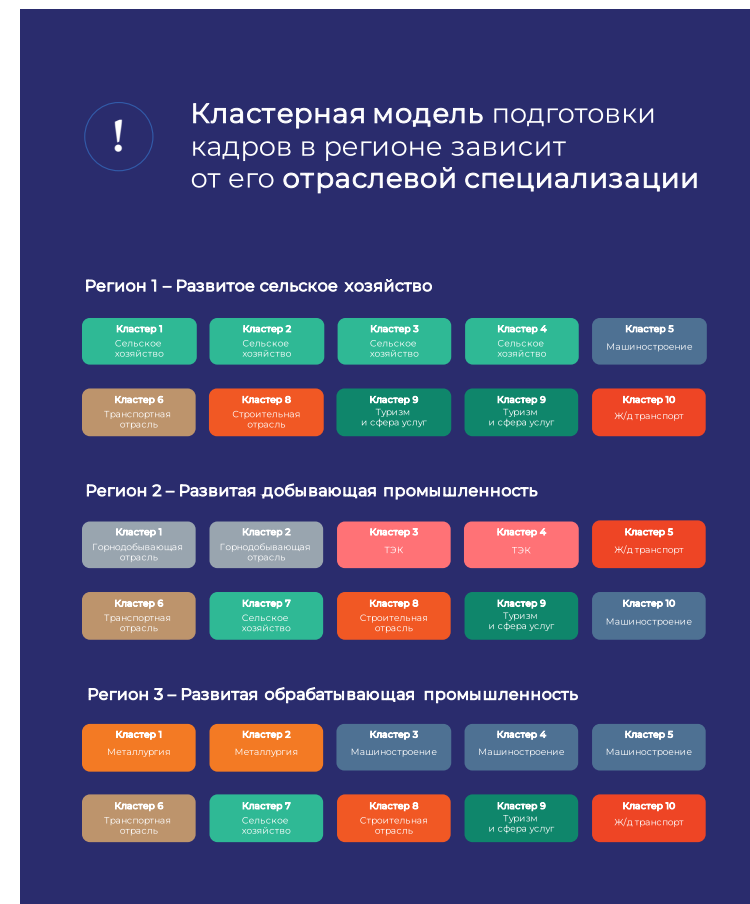 !
Кластерная модель подготовки
кадров в регионе зависит
от его отраслевой специализации
Регион 1 – Развитое сельское хозяйство
Кластер 1
Сельское
хозяйство
Кластер 2
Сельское
хозяйство
Кластер 3
Сельское
хозяйство
Кластер 4
Сельское
хозяйство
Кластер 5
Машиностроение
Кластер 6
Транспортная
отрасль
Кластер 8
Строительная
отрасль
Кластер 9
Туризм
и сфера услуг
Кластер 9
Туризм
и сфера услуг
Кластер 10
Ж/д транспорт
Регион 2 – Развитая добывающая промышленность
Кластер 1
Горнодобывающая
отрасль
Кластер 2
Горнодобывающая
отрасль
Кластер 3
ТЭК
Кластер 4
ТЭК
Кластер 5
Ж/д транспорт
Кластер 6
Транспортная
отрасль
Кластер 7
Сельское
хозяйство
Кластер 8
Строительная
отрасль
Кластер 9
Туризм
и сфера услуг
Кластер 10
Машиностроение
Регион 3 – Развитая обрабатывающая промышленность
Кластер 1
Металлургия
Кластер 2
Металлургия
Кластер 3
Машиностроение
Кластер 4
Машиностроение
Кластер 5
Машиностроение
Кластер 6
Транспортная
отрасль
Кластер 7
Сельское
хозяйство
Кластер 8
Строительная
отрасль
Кластер 9
Туризм
и сфера услуг
Кластер 10
Ж/д транспорт